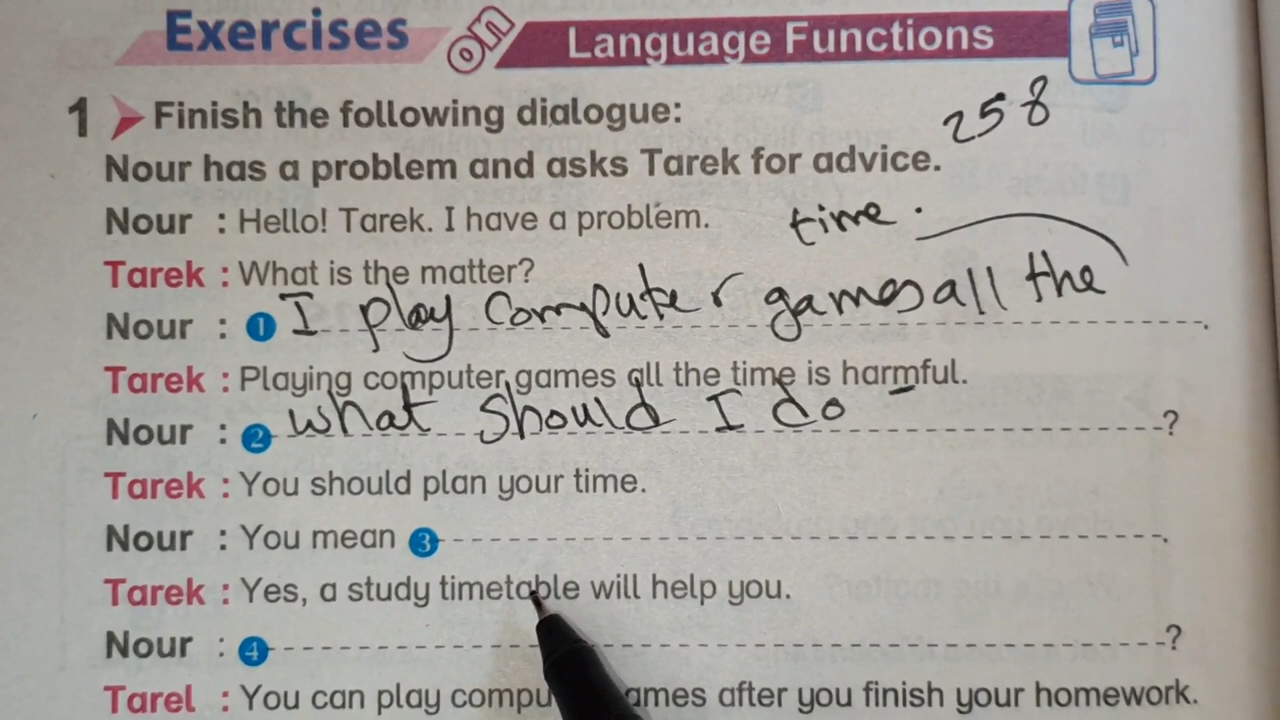 Exercises on Language Functions
1 Finish the following dialogue:
258
Nour has a problem and asks Tarek for advice.
Nour : Hello! Tarek. I have a problem.
time.
Tarek : What is the matter?
Nour : 1 I play computer games all the
Tarek : Playing computer games all the time is harmful.
Nour : 2 what should I do ?
Tarek : You should plan your time.
Nour : You mean 3 .
Tarek : Yes, a study timetable will help you.
Nour : 4 ?
Tarel : You can play compu ames after you finish your homework.